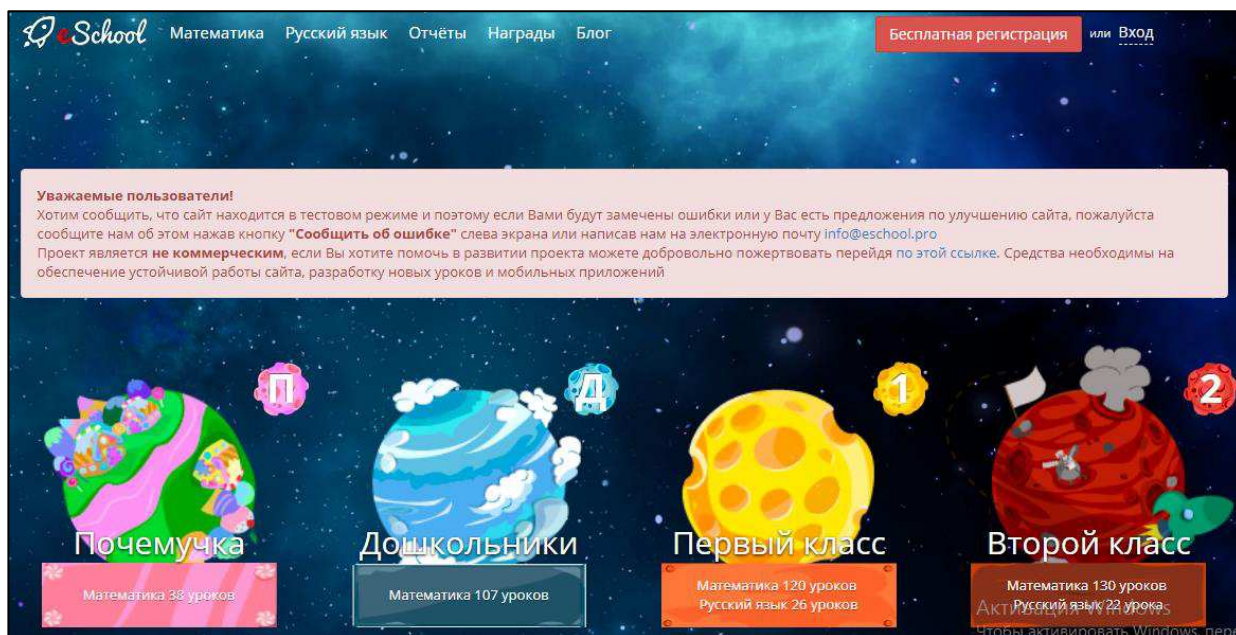 eSchool Математика Русский язык Отчёты Награды Блог Бесплатная регистрация или Вход
Уважаемые пользователи!
Хотим сообщить, что сайт находится в тестовом режиме и поэтому если Вами будут замечены ошибки или у Вас есть предложения по улучшению сайта, пожалуйста
сообщите нам об этом нажав кнопку "Сообщить об ошибке" слева экрана или написав нам на электронную почту info@eschool.pro
Проект является не коммерческим, если Вы хотите помочь в развитии проекта можете добровольно пожертвовать перейдя по этой ссылке. Средства необходимы на
обеспечение устойчивой работы сайта, разработку новых уроков и мобильных приложений
П Д 1 2
Почемучка Дошкольники Первый класс Второй класс
Математика 38 уроков
Математика 107 уроков
Математика 120 уроков
Русский язык 26 уроков
Математика 130 уроков
Русский язык 22 урока
Активация Windows
Чтобы активировать Windows, пере